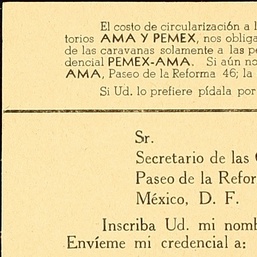 El costo de circularización a l
torios AMA Y PEMEX, nos obliga
de las caravanas solamente a las pe
dencial PEMEX-AMA. Si aún no
AMA, Paseo de la Reforma 46; la
Si Ud. lo prefiere pídala por
Sr.
Secretario de las
Paseo de la Refor
México, D. F.
Inscriba Ud. mi nomb
Envíeme mi credencial a: